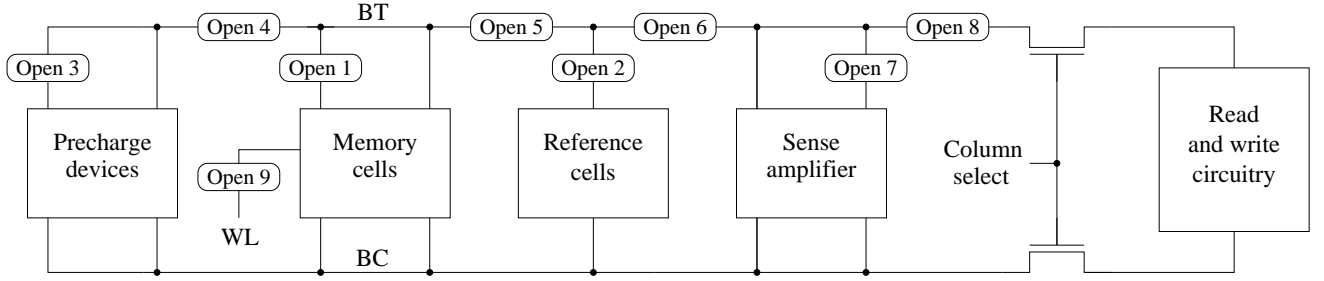 BT
Open 4
Open 5
Open 6
Open 8
Open 3
Open 1
Open 2
Open 7
Precharge
devices
Memory
cells
Reference
cells
Sense
amplifier
Column
select
Read
and write
circuitry
Open 9
WL
BC